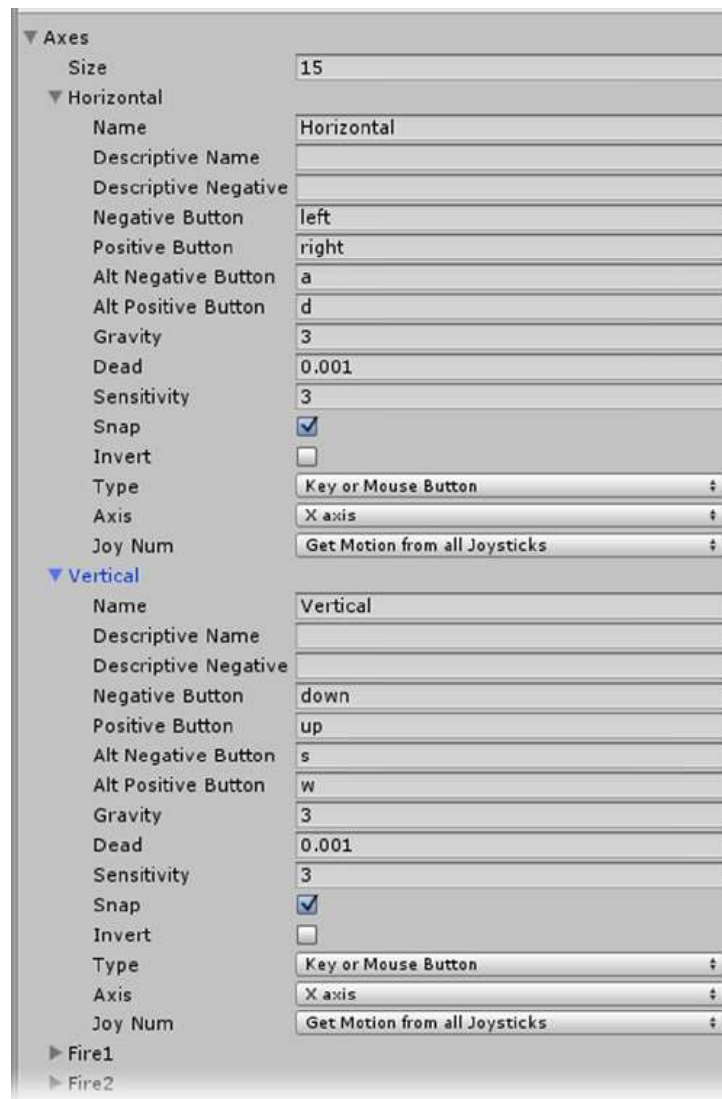 Axes
Size 15
Horizontal
Name Horizontal
Descriptive Name
Descriptive Negative
Negative Button left
Positive Button right
Alt Negative Button a
Alt Positive Button d
Gravity 3
Dead 0.001
Sensitivity 3
Snap
Invert
Type Key or Mouse Button
Axis X axis
Joy Num Get Motion from all Joysticks
Vertical
Name Vertical
Descriptive Name
Descriptive Negative
Negative Button down
Positive Button up
Alt Negative Button s
Alt Positive Button w
Gravity 3
Dead 0.001
Sensitivity 3
Snap
Invert
Type Key or Mouse Button
Axis X axis
Joy Num Get Motion from all Joysticks
Fire1
Fire2